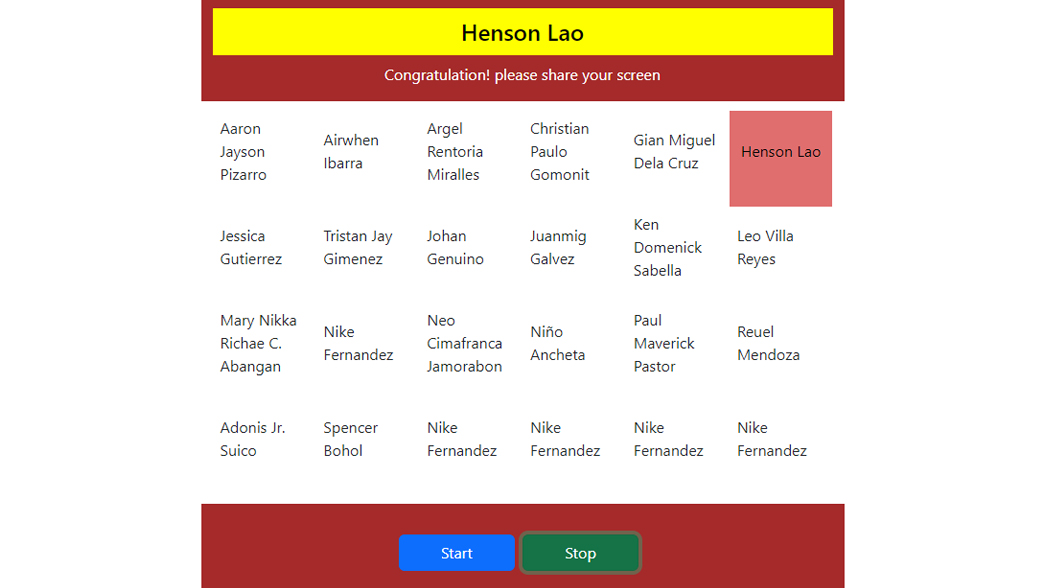 Henson Lao
Congratulation! please share your screen
Aaron
Jayson
Pizarro
Airwhen
Ibarra
Argel
Rentoria
Miralles
Christian
Paulo
Gomonit
Gian Miguel
Dela Cruz
Henson Lao
Jessica
Gutierrez
Tristan Jay
Gimenez
Johan
Genuino
Juanmig
Galvez
Ken
Domenick
Sabella
Leo Villa
Reyes
Mary Nikka
Richae C.
Abangan
Nike
Fernandez
Neo
Cimafranca
Jamorabon
Niño
Ancheta
Paul
Maverick
Pastor
Reuel
Mendoza
Adonis Jr.
Suico
Spencer
Bohol
Nike
Fernandez
Nike
Fernandez
Nike
Fernandez
Nike
Fernandez
Start
Stop